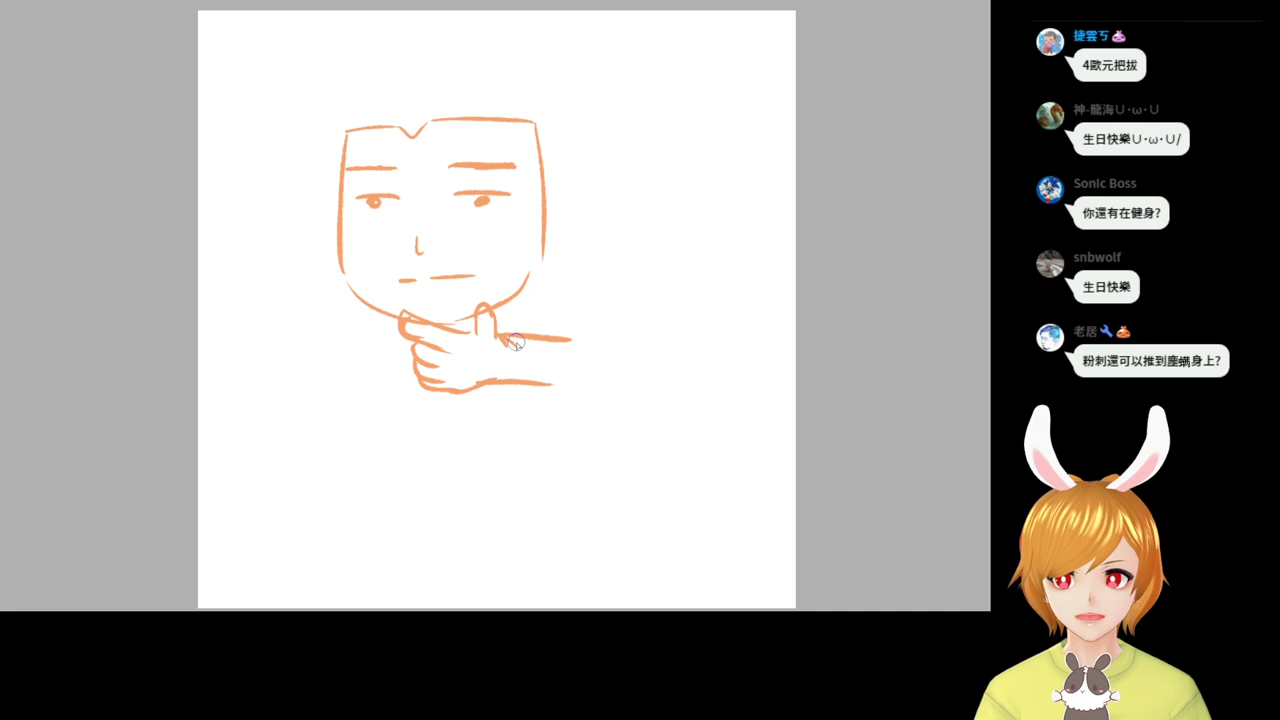 捷雲ㄎ💩
4歐元把拔
神-龍海U･ω･U
生日快樂U･ω･U/
Sonic Boss
你還有在健身?
snbwolf
生日快樂
老居🔧💩
粉刺還可以推到塵蟎身上?